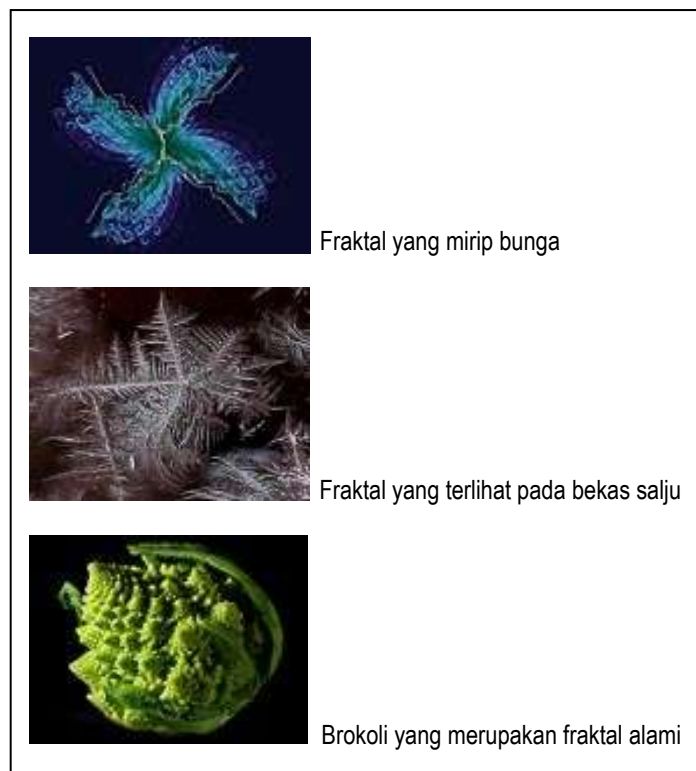 Fraktal yang mirip bunga
Fraktal yang terlihat pada bekas salju
Brokoli yang merupakan fraktal alami